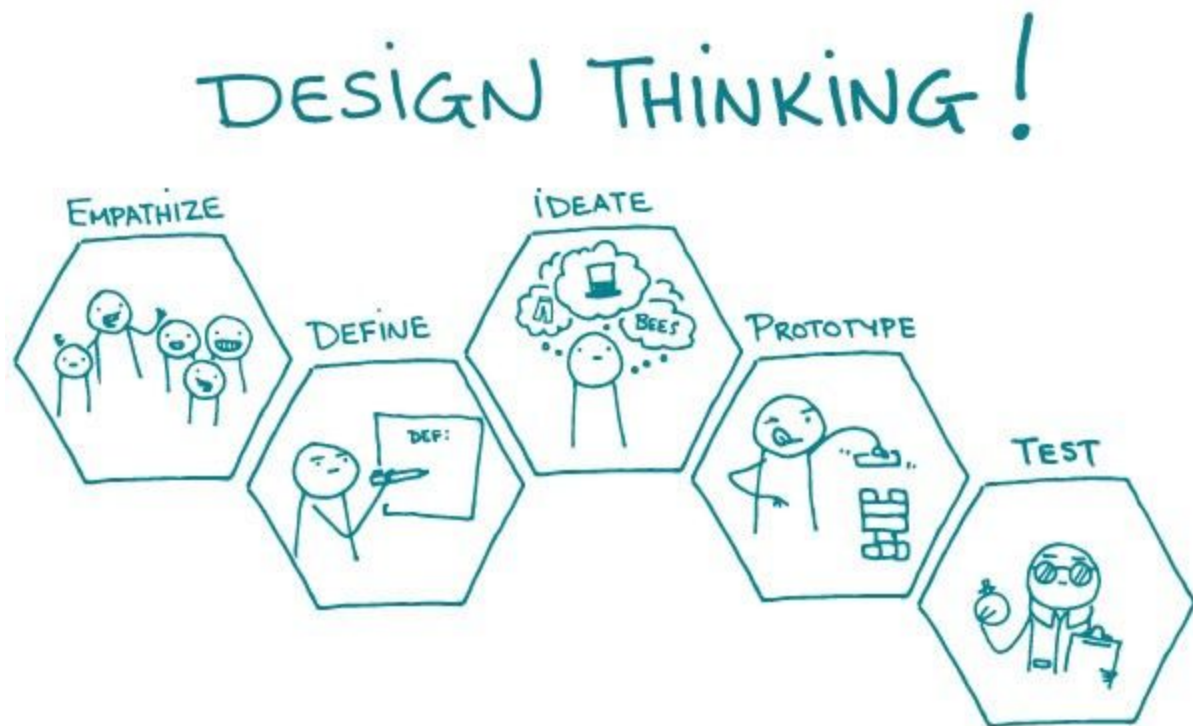 DESIGN THINKING!
EMPATHIZE
DEFINE
DEF:
iDEATE
BEES
PROTOTYPE
TEST